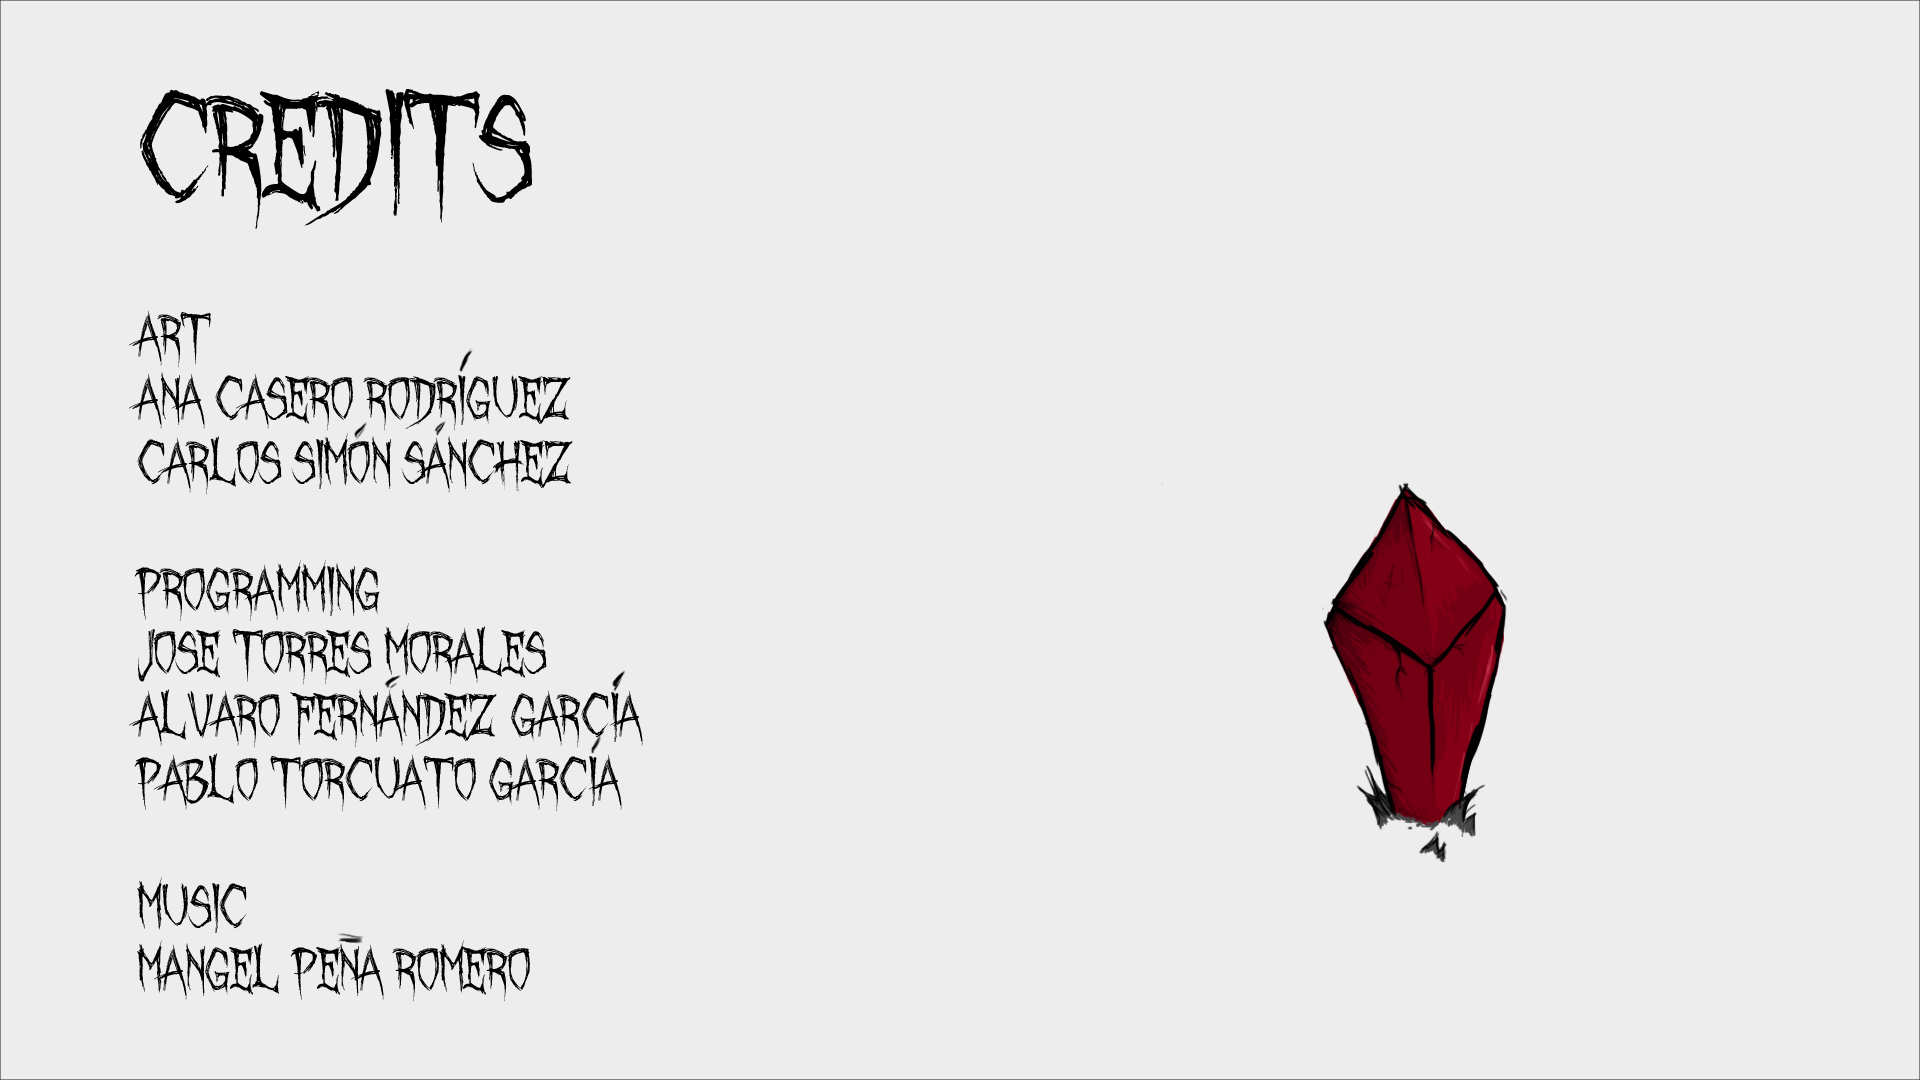 CREDITS
ART
ANA CASERO RODRÍGUEZ
CARLOS SIMÓN SÁNCHEZ
PROGRAMMING
JOSE TORRES MORALES
ALVARO FERNÁNDEZ GARCÍA
PABLO TORCUATO GARCÍA
MUSIC
MANGEL PEÑA ROMERO